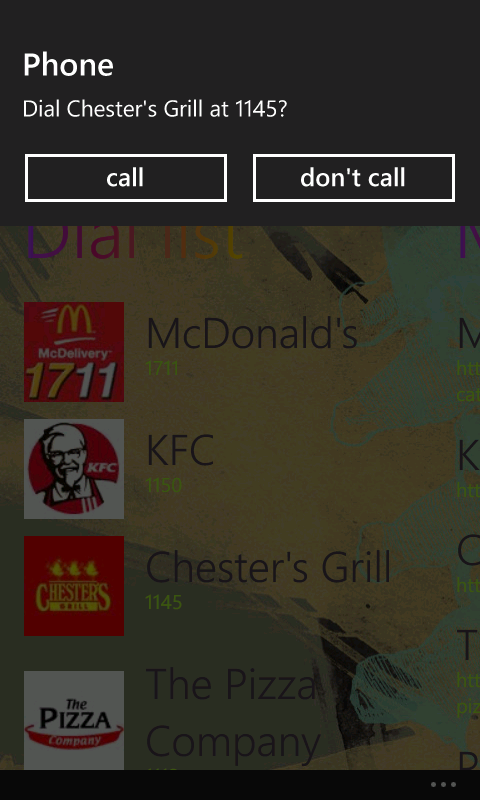 Phone
Dial Chester's Grill at 1145?
call
don't call
Dial list
M
McDelivery
1711
McDonald's
1711
M
htt
cat
KFC
KFC
1150
K
htt
CHESTER'S
GRILL
Chester's Grill
1145
C
htt
The
PIZZA
Company
The Pizza
Company
T
htt
piz